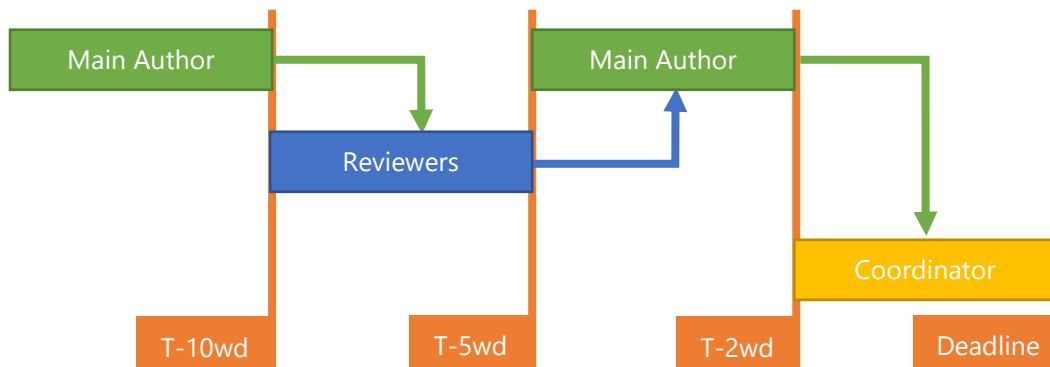 Main Author
Main Author
Reviewers
Coordinator
T-10wd
T-5wd
T-2wd
Deadline